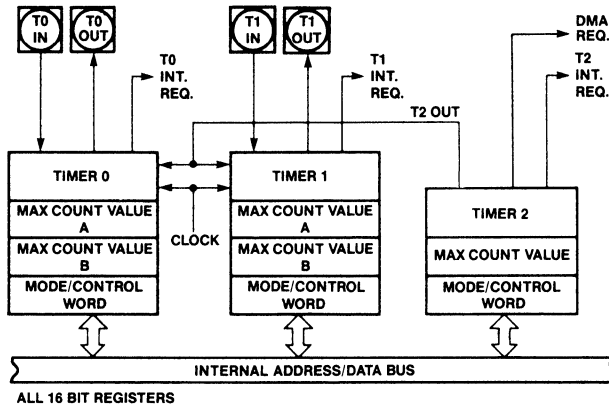 T0
IN
T0
OUT
T0
INT.
REQ.
T1
IN
T1
OUT
T1
INT.
REQ.
DMA
REQ.
T2
INT.
REQ.
T2 OUT
TIMER 0
MAX COUNT VALUE
A
MAX COUNT VALUE
B
MODE/CONTROL
WORD
CLOCK
TIMER 1
MAX COUNT VALUE
A
MAX COUNT VALUE
B
MODE/CONTROL
WORD
TIMER 2
MAX COUNT VALUE
MODE/CONTROL
WORD
INTERNAL ADDRESS/DATA BUS
ALL 16 BIT REGISTERS